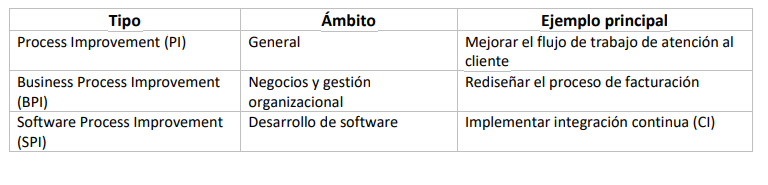 Tipo Ámbito Ejemplo principal
Process Improvement (PI) General Mejorar el flujo de trabajo de atención al
cliente
Business Process Improvement Negocios y gestión Rediseñar el proceso de facturación
(BPI) organizacional
Software Process Improvement Desarrollo de software Implementar integración continua (CI)
(SPI)